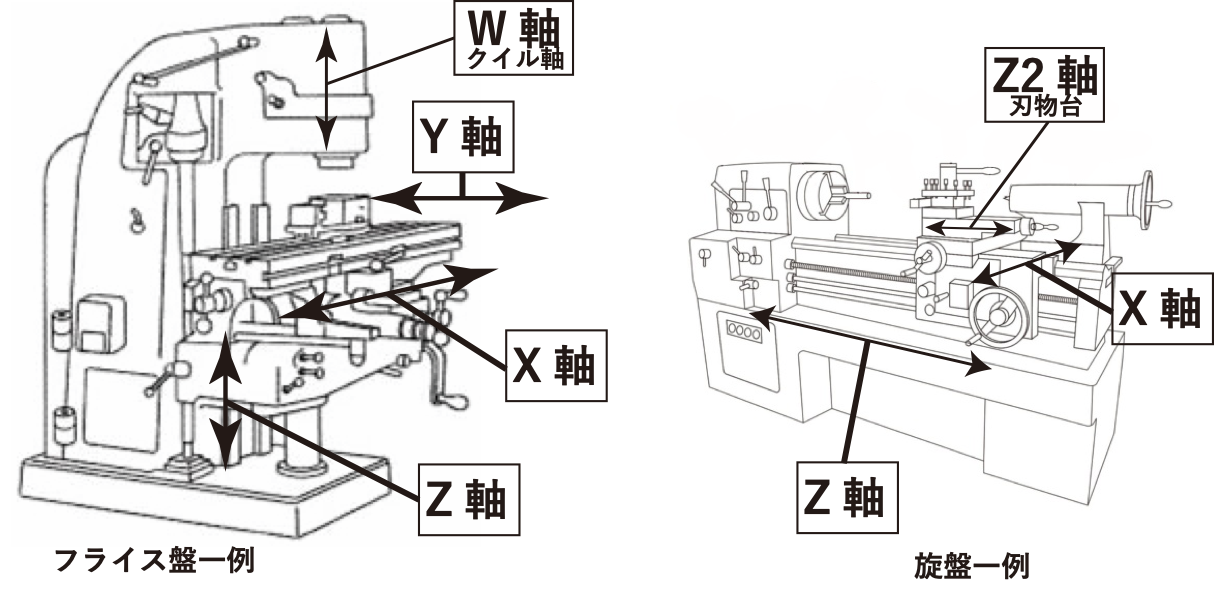 W 軸
クイル軸
Y 軸
X 軸
Z 軸
フライス盤一例
Z2 軸
刃物台
X 軸
Z 軸
旋盤一例